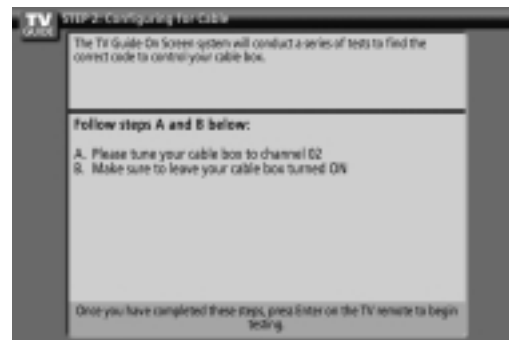 TV
GUIDE
STEP 2: Configuring for Cable
The TV Guide On Screen system will conduct a series of tests to find the
correct code to control your cable box.
Follow steps A and B below:
A. Please tune your cable box to channel 02
B. Make sure to leave your cable box turned ON
Once you have completed these steps, press Enter on the TV remote to begin
testing.